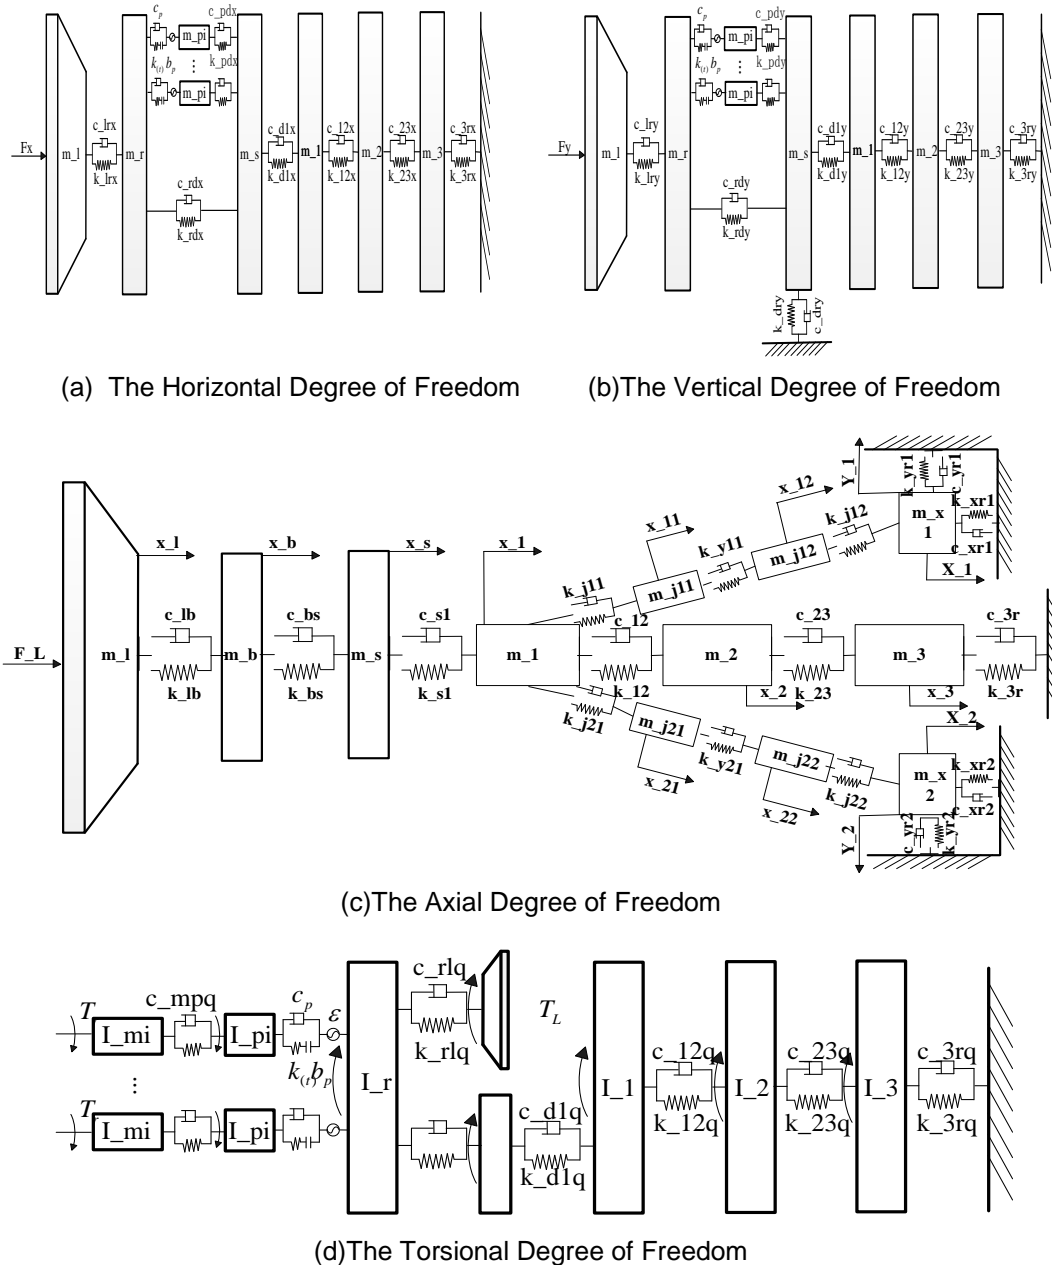 c_p c_pdx
m_pi
k_(t) b_p k_pdx
m_pi
Fx m_l c_lrx k_lrx m_r m_s c_d1x k_d1x m_1 c_12x k_12x m_2 c_23x k_23x m_3 c_3rx k_3rx
c_rdx
k_rdx
c_p c_pdy
m_pi
k_(t) b_p k_pdy
m_pi
Fy m_l c_lry k_lry m_r m_s c_d1y k_d1y m_1 c_12y k_12y m_2 c_23y k_23y m_3 c_3ry k_3ry
c_rdy
k_rdy
k_dry c_dry
(a) The Horizontal Degree of Freedom
(b)The Vertical Degree of Freedom
Y_1 k_yr1 c_yr1
x_12 k_xr1
x_11 k_j12 m_x 1
k_y11 m_j12 c_xr1
x_l x_b x_s x_1 X_1
k_j11 m_j11
c_lb c_bs c_s1 c_12 c_23 c_3r
F_L m_l m_b m_s m_1 m_2 m_3
k_lb k_bs k_s1 k_12 k_23 k_3r
x_2 x_3
k_j21 m_j21 X_2
k_y21 m_j22 m_x 2 k_xr2
x_21 k_j22 c_xr2
x_22 Y_2 c_yr2 k_yr2
(c)The Axial Degree of Freedom
c_rlq
T c_mpq c_p ε T_L
I_mi I_pi k_rlq
k_(t) b_p c_12q c_23q c_3rq
I_r I_1 I_2 I_3
T c_d1q k_12q k_23q k_3rq
I_mi I_pi k_d1q
(d)The Torsional Degree of Freedom